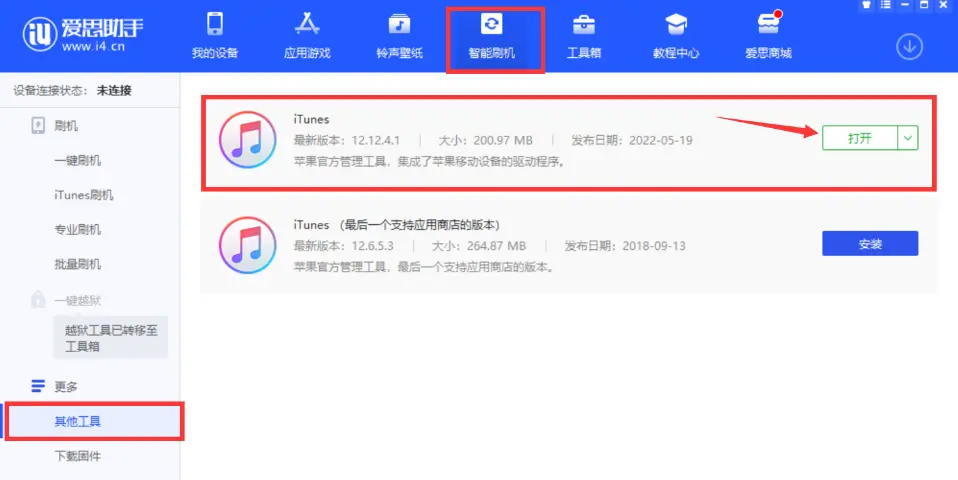 iU 爱思助手
www.i4.cn
我的设备
应用游戏
铃声壁纸
智能刷机
工具箱
教程中心
爱思商城
设备连接状态： 未连接
刷机
一键刷机
iTunes刷机
专业刷机
批量刷机
一键越狱
越狱工具已转移至
工具箱
更多
其他工具
下载固件
iTunes
最新版本：12.12.4.1 | 大小：200.97 MB | 发布日期：2022-05-19
苹果官方管理工具，集成了苹果移动设备的驱动程序。
打开
iTunes （最后一个支持应用商店的版本）
最新版本：12.6.5.3 | 大小：264.87 MB | 发布日期：2018-09-13
苹果官方管理工具，最后一个支持应用商店的版本。
安装